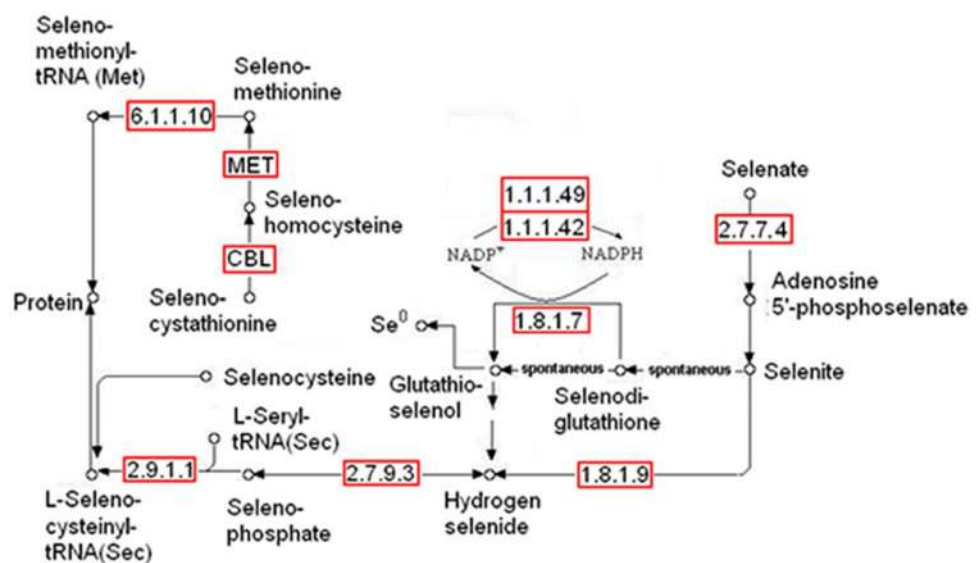 Seleno-
methionyl-
tRNA (Met)
Seleno-
methionine
6.1.1.10
MET
Seleno-
homocysteine
CBL
Seleno-
cystathionine
Protein
Selenocysteine
L-Seryl-
tRNA(Sec)
2.9.1.1
L-Seleno-
cysteinyl-
tRNA(Sec)
Seleno-
phosphate
2.7.9.3
1.1.1.49
1.1.1.42
NADP+
NADPH
1.8.1.7
Se0
Glutathio-
selenol
spontaneous
Selenodi-
glutathione
spontaneous
Hydrogen
selenide
1.8.1.9
Selenate
2.7.7.4
Adenosine
5'-phosphoselenate
Selenite